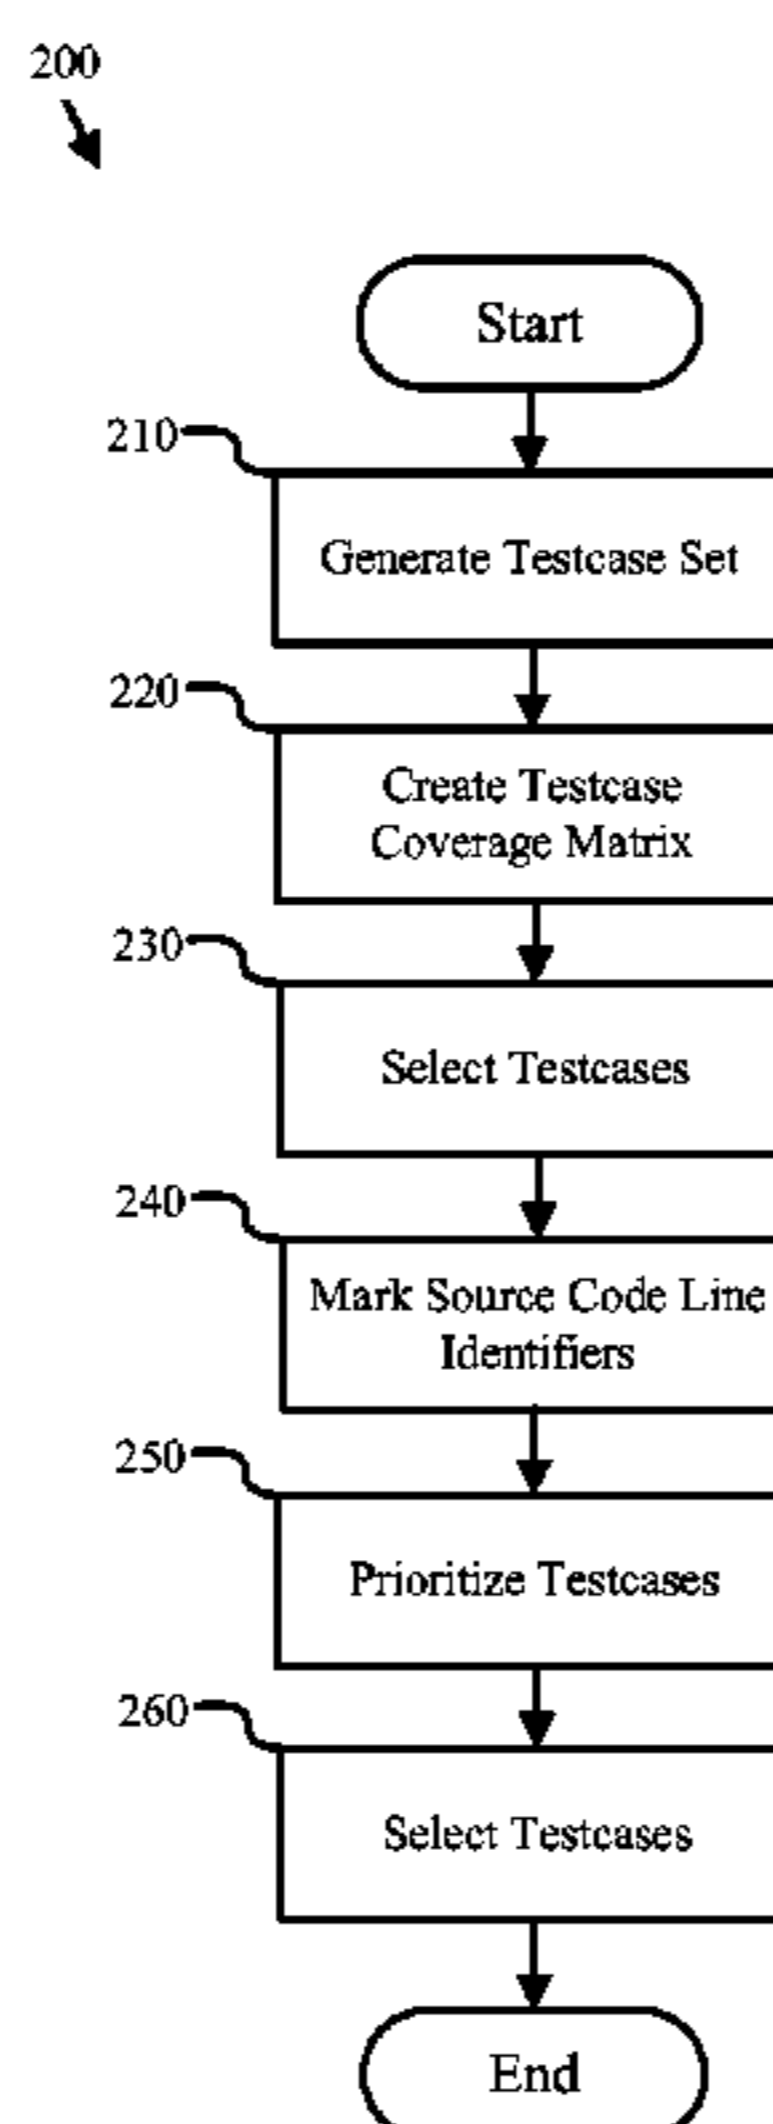 200
Start
210
Generate Testcase Set
220
Create Testcase
Coverage Matrix
230
Select Testcases
240
Mark Source Code Line
Identifiers
250
Prioritize Testcases
260
Select Testcases
End